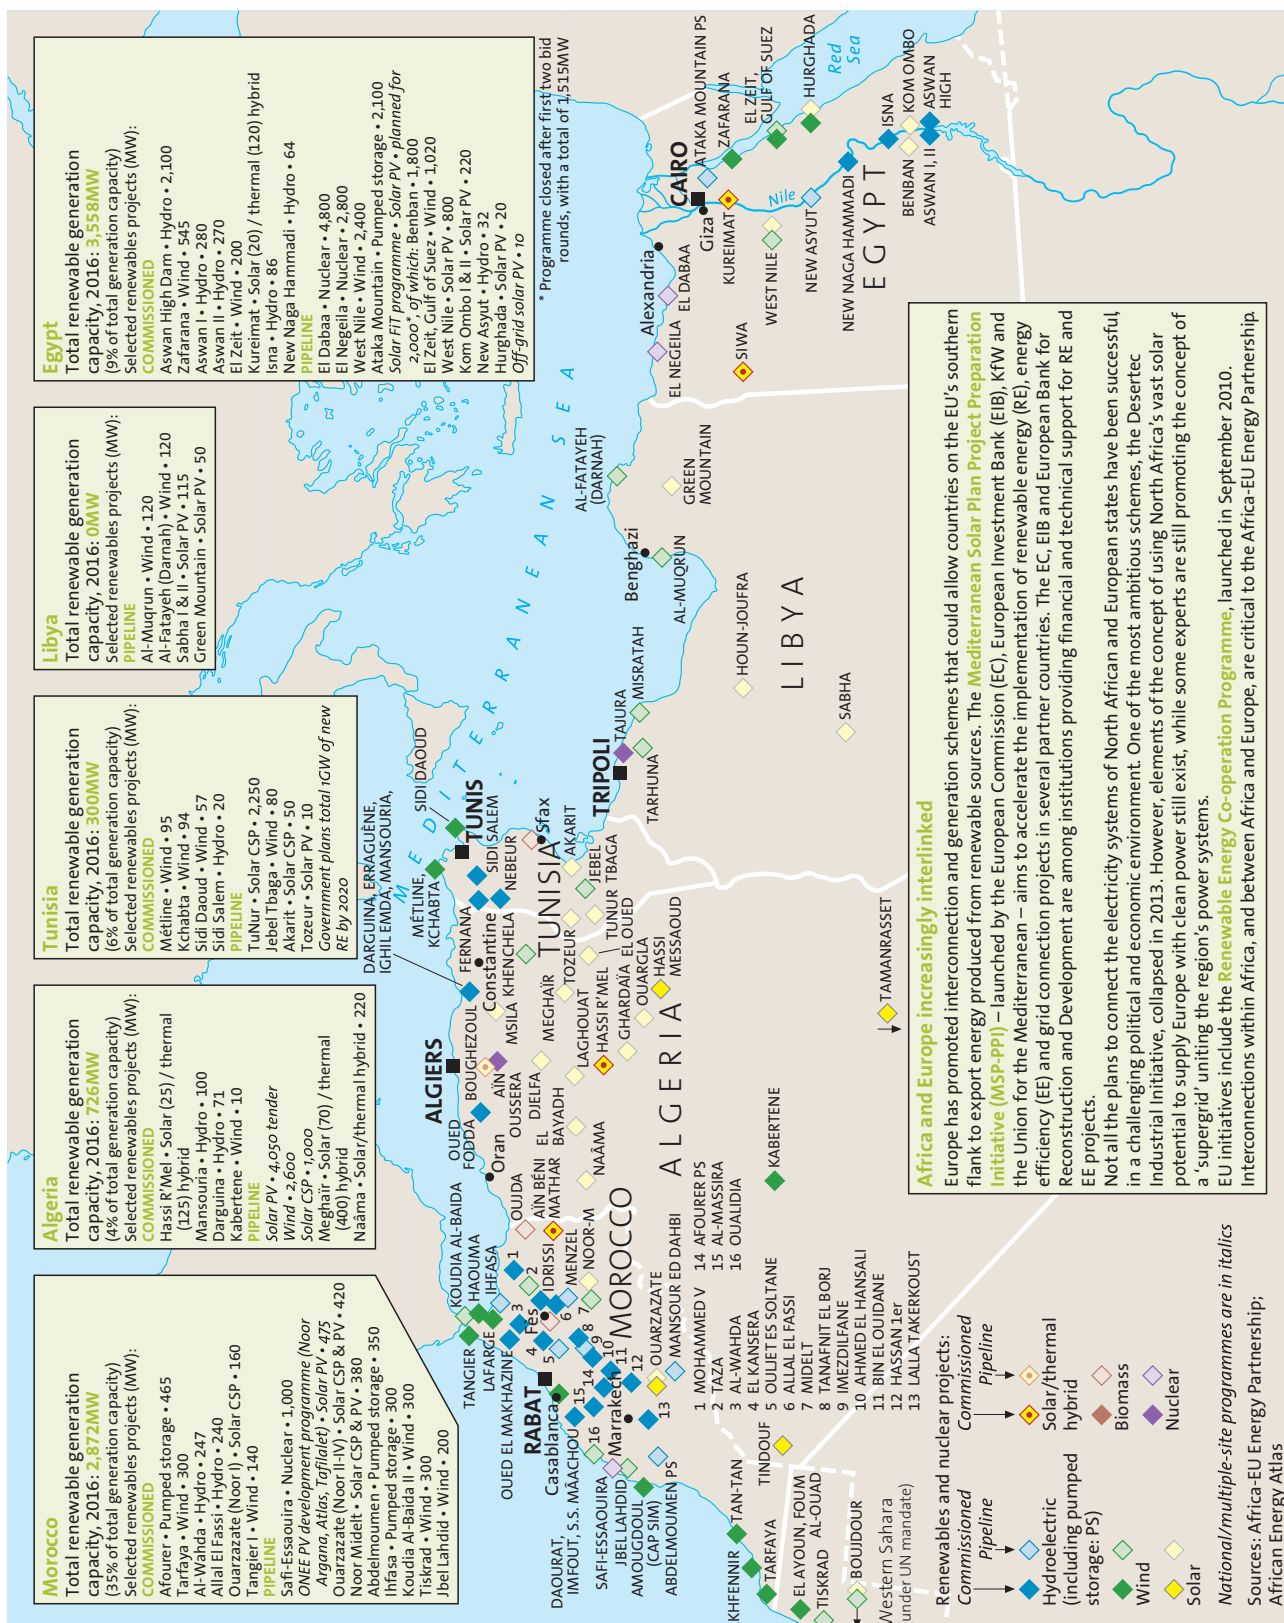 Morocco
Total renewable generation
capacity, 2016: 2,872MW
(35% of total generation capacity)
Selected renewables projects (MW):
COMMISSIONED
Afourer • Pumped storage • 465
Tarfaya • Wind • 300
Al-Wahda • Hydro • 247
Allal El Fassi • Hydro • 240
Ouarzazate (Noor I) • Solar CSP • 160
Tangier I • Wind • 140
PIPELINE
Safi-Essaouira • Nuclear • 1,000
ONEE PV development programme (Noor
Argana, Atlas, Tafilalet) • Solar PV • 475
Ouarzazate (Noor II-IV) • Solar CSP & PV • 420
Noor Midelt • Solar CSP & PV • 380
Abdelmoumen • Pumped storage • 350
Ihfasa • Pumped storage • 300
Koudia Al-Baida II • Wind • 300
Tiskrad • Wind • 300
Jbel Lahdid • Wind • 200
Algeria
Total renewable generation
capacity, 2016: 726MW
(4% of total generation capacity)
Selected renewables projects (MW):
COMMISSIONED
Hassi R'Mel • Solar (25) / thermal
(125) hybrid
Mansouria • Hydro • 100
Darguina • Hydro • 71
Kabertene • Wind • 10
PIPELINE
Solar PV • 4,050 tender
Wind • 2,600
Solar CSP • 1,000
Meghaïr • Solar (70) / thermal
(400) hybrid
Naâma • Solar/thermal hybrid • 220
Tunisia
Total renewable generation
capacity, 2016: 300MW
(6% of total generation capacity)
Selected renewables projects (MW):
COMMISSIONED
Métline • Wind • 95
Kchabta • Wind • 94
Sidi Daoud • Wind • 57
Sidi Salem • Hydro • 20
PIPELINE
TuNur • Solar CSP • 2,250
Jebel Tbaga • Wind • 80
Akarit • Solar CSP • 50
Tozeur • Solar PV • 10
Government plans total 1GW of new
RE by 2020
Libya
Total renewable generation
capacity, 2016: 0MW
Selected renewables projects (MW):
PIPELINE
Al-Muqrun • Wind • 120
Al-Fatayeh (Darnah) • Wind • 120
Sabha I & II • Solar PV • 115
Green Mountain • Solar PV • 50
Egypt
Total renewable generation
capacity, 2016: 3,558MW
(9% of total generation capacity)
Selected renewables projects (MW):
COMMISSIONED
Aswan High Dam • Hydro • 2,100
Zafarana • Wind • 545
Aswan I • Hydro • 280
Aswan II • Hydro • 270
El Zeit • Wind • 200
Kureimat • Solar (20) / thermal (120) hybrid
Isna • Hydro • 86
New Naga Hammadi • Hydro • 64
PIPELINE
El Dabaa • Nuclear • 4,800
El Negeila • Nuclear • 2,800
West Nile • Wind • 2,400
Ataka Mountain • Pumped storage • 2,100
Solar FiT programme • Solar PV • planned for
2,000*, of which: Benban • 1,800
El Zeit, Gulf of Suez • Wind • 1,020
West Nile • Solar PV • 800
Kom Ombo I & II • Solar PV • 220
New Asyut • Hydro • 32
Hurghada • Solar PV • 20
Off-grid solar PV • 10
* Programme closed after first two bid
rounds, with a total of 1,515MW
MEDITERRANEAN SEA
Red
Sea
Nile
KOUDIA AL-BAIDA
HAOUMA
IHFASA
TANGIER
LAFARGE
OUED EL MAKHAZINE
RABAT
Casablanca
DAOURAT,
IMFOUT, S.S. MÂACHOU
SAFI-ESSAOUIRA
JBEL LAHDID
AMOUGDOUL
(CAP SIM)
ABDELMOUMEN PS
Marrakech
Fès
IDRISSI
MENZEL
NOOR-M
MOROCCO
OUARZAZATE
MANSOUR ED DAHBI
OUJDA
AÏN BÉNI
MATHAR
1
2
3
4
5
6
7
8
9
10
11
12
13
14
15
16
AKHFENNIR
TAN-TAN
TARFAYA
TINDOUF
EL AYOUN, FOUM
AL-OUAD
TISKRAD
BOUJDOUR
Western Sahara
(under UN mandate)
ALGIERS
Oran
OUED
FODDA
BOUGHEZOUL
AÏN
OUSSERA
DJELFA
EL
BAYADH
NAÂMA
MSILA
KHENCHELA
Constantine
DARGUINA, ERRAGUÈNE,
IGHIL EMDA, MANSOURIA,
MEGHAÏR
LAGHOUAT
HASSI R'MEL
GHARDAÏA
OUARGLA
EL OUED
HASSI
MESSAOUD
ALGERIA
KABERTENE
TAMANRASSET
MÉTLINE,
KCHABTA
SIDI DAOUD
TUNIS
SIDI SALEM
FERNANA
NEBEUR
TUNISIA
Sfax
AKARIT
JEBEL
TBAGA
TUNUR
TOZEUR
TRIPOLI
TAJURA
MISRATAH
TARHUNA
HOUN-JOUFRA
SABHA
LIBYA
Benghazi
AL-MUQRUN
AL-FATAYEH
(DARNAH)
GREEN
MOUNTAIN
Alexandria
EL NEGEILA
EL DABAA
SIWA
CAIRO
Giza
ATAKA MOUNTAIN PS
ZAFARANA
EL ZEIT,
GULF OF SUEZ
HURGHADA
KUREIMAT
WEST NILE
NEW ASYUT
NEW NAGA HAMMADI
EGYPT
ISNA
KOM OMBO
BENBAN
ASWAN I, II
ASWAN
HIGH
1 MOHAMMED V
2 TAZA
3 AL-WAHDA
4 EL KANSERA
5 OULJET ES SOLTANE
6 ALLAL EL FASSI
7 MIDELT
8 TANAFNIT EL BORJ
9 IMEZDILFANE
10 AHMED EL HANSALI
11 BIN EL OUIDANE
12 HASSAN 1er
13 LALLA TAKERKOUST
14 AFOURER PS
15 AL-MASSIRA
16 OUALIDIA
Renewables and nuclear projects:
Commissioned
Pipeline
Hydroelectric
(including pumped
storage: PS)
Wind
Solar
Commissioned
Pipeline
Solar/thermal
hybrid
Biomass
Nuclear
National/multiple-site programmes are in italics
Sources: Africa-EU Energy Partnership;
African Energy Atlas
Africa and Europe increasingly interlinked
Europe has promoted interconnection and generation schemes that could allow countries on the EU's southern
flank to export energy produced from renewable sources. The Mediterranean Solar Plan Project Preparation
Initiative (MSP-PPI) – launched by the European Commission (EC), European Investment Bank (EIB), KfW and
the Union for the Mediterranean – aims to accelerate the implementation of renewable energy (RE), energy
efficiency (EE) and grid connection projects in several partner countries. The EC, EIB and European Bank for
Reconstruction and Development are among institutions providing financial and technical support for RE and
EE projects.
Not all the plans to connect the electricity systems of North African and European states have been successful,
in a challenging political and economic environment. One of the most ambitious schemes, the Desertec
Industrial Initiative, collapsed in 2013. However, elements of the concept of using North Africa's vast solar
potential to supply Europe with clean power still exist, while some experts are still promoting the concept of
a 'supergrid' uniting the region's power systems.
EU initiatives include the Renewable Energy Co-operation Programme, launched in September 2010.
Interconnections within Africa, and between Africa and Europe, are critical to the Africa-EU Energy Partnership.